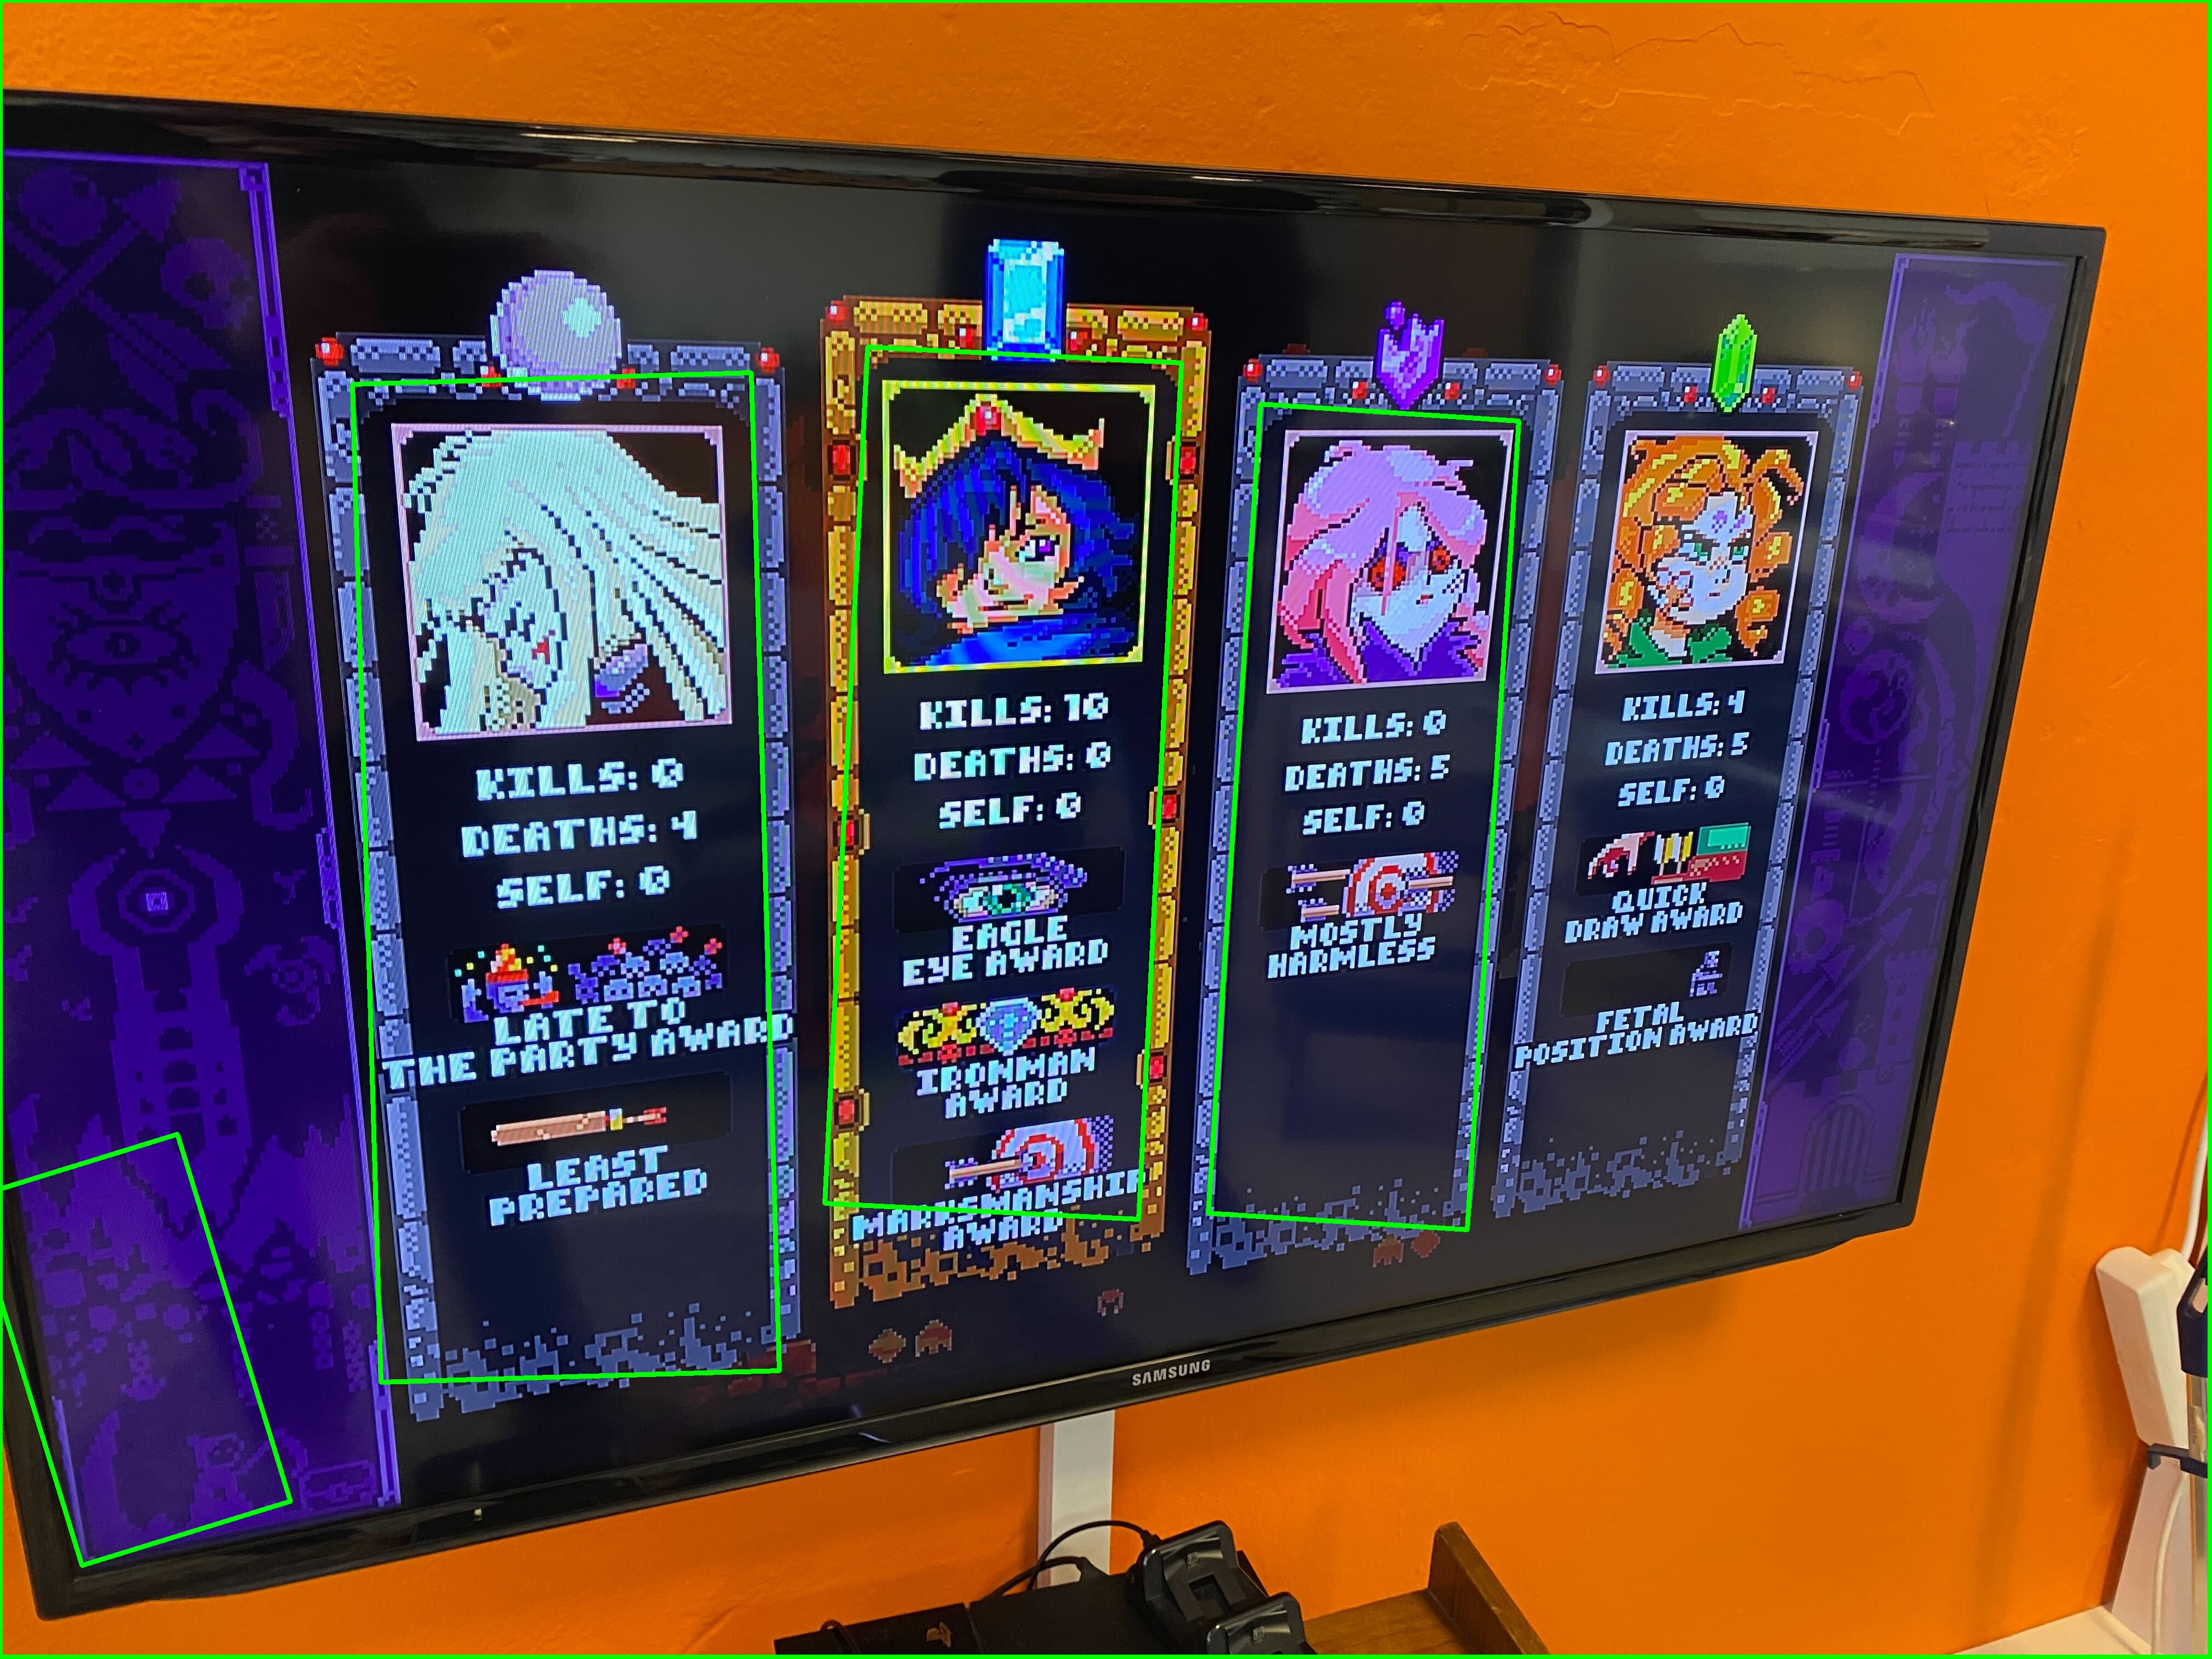 KILLS: 0
DEATHS: 4
SELF: 0
LATE TO
THE PARTY AWARD
LEAST
PREPARED
KILLS: 10
DEATHS: 0
SELF: 0
EAGLE
EYE AWARD
IRONMAN
AWARD
MARKSMANSHIP
AWARD
KILLS: 0
DEATHS: 5
SELF: 0
MOSTLY
HARMLESS
KILLS: 4
DEATHS: 5
SELF: 0
QUICK
DRAW AWARD
FETAL
POSITION AWARD
SAMSUNG